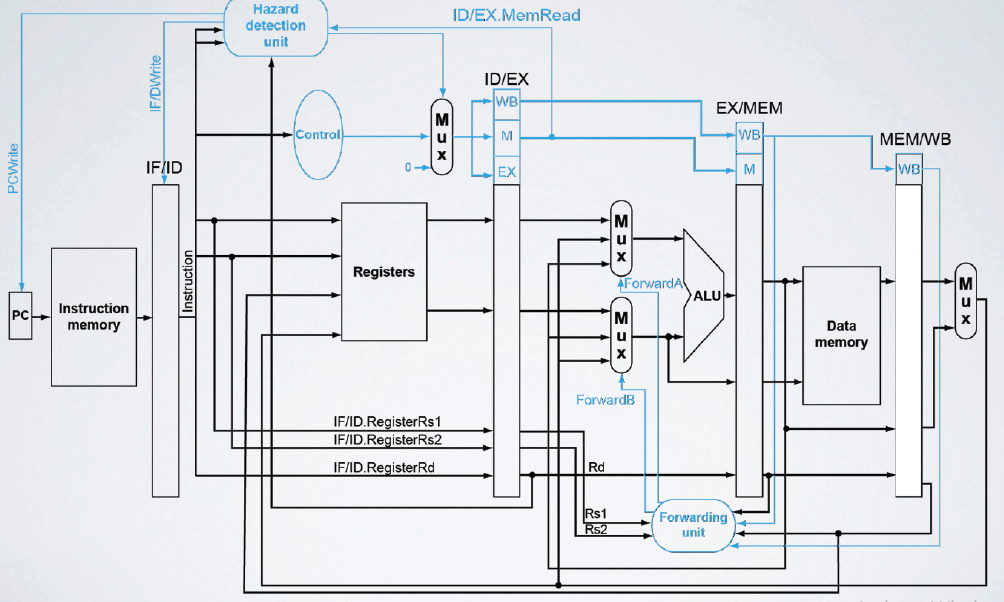 Hazard
detection
unit
ID/EX.MemRead
PCWrite
IF/DWrite
ID/EX
WB
M
EX
EX/MEM
WB
M
MEM/WB
WB
Control
M
u
x
0
IF/ID
Instruction
PC
Instruction
memory
Registers
M
u
x
ForwardA
M
u
x
ForwardB
ALU
Data
memory
M
u
x
IF/ID.RegisterRs1
IF/ID.RegisterRs2
IF/ID.RegisterRd
Rd
Rs1
Rs2
Forwarding
unit